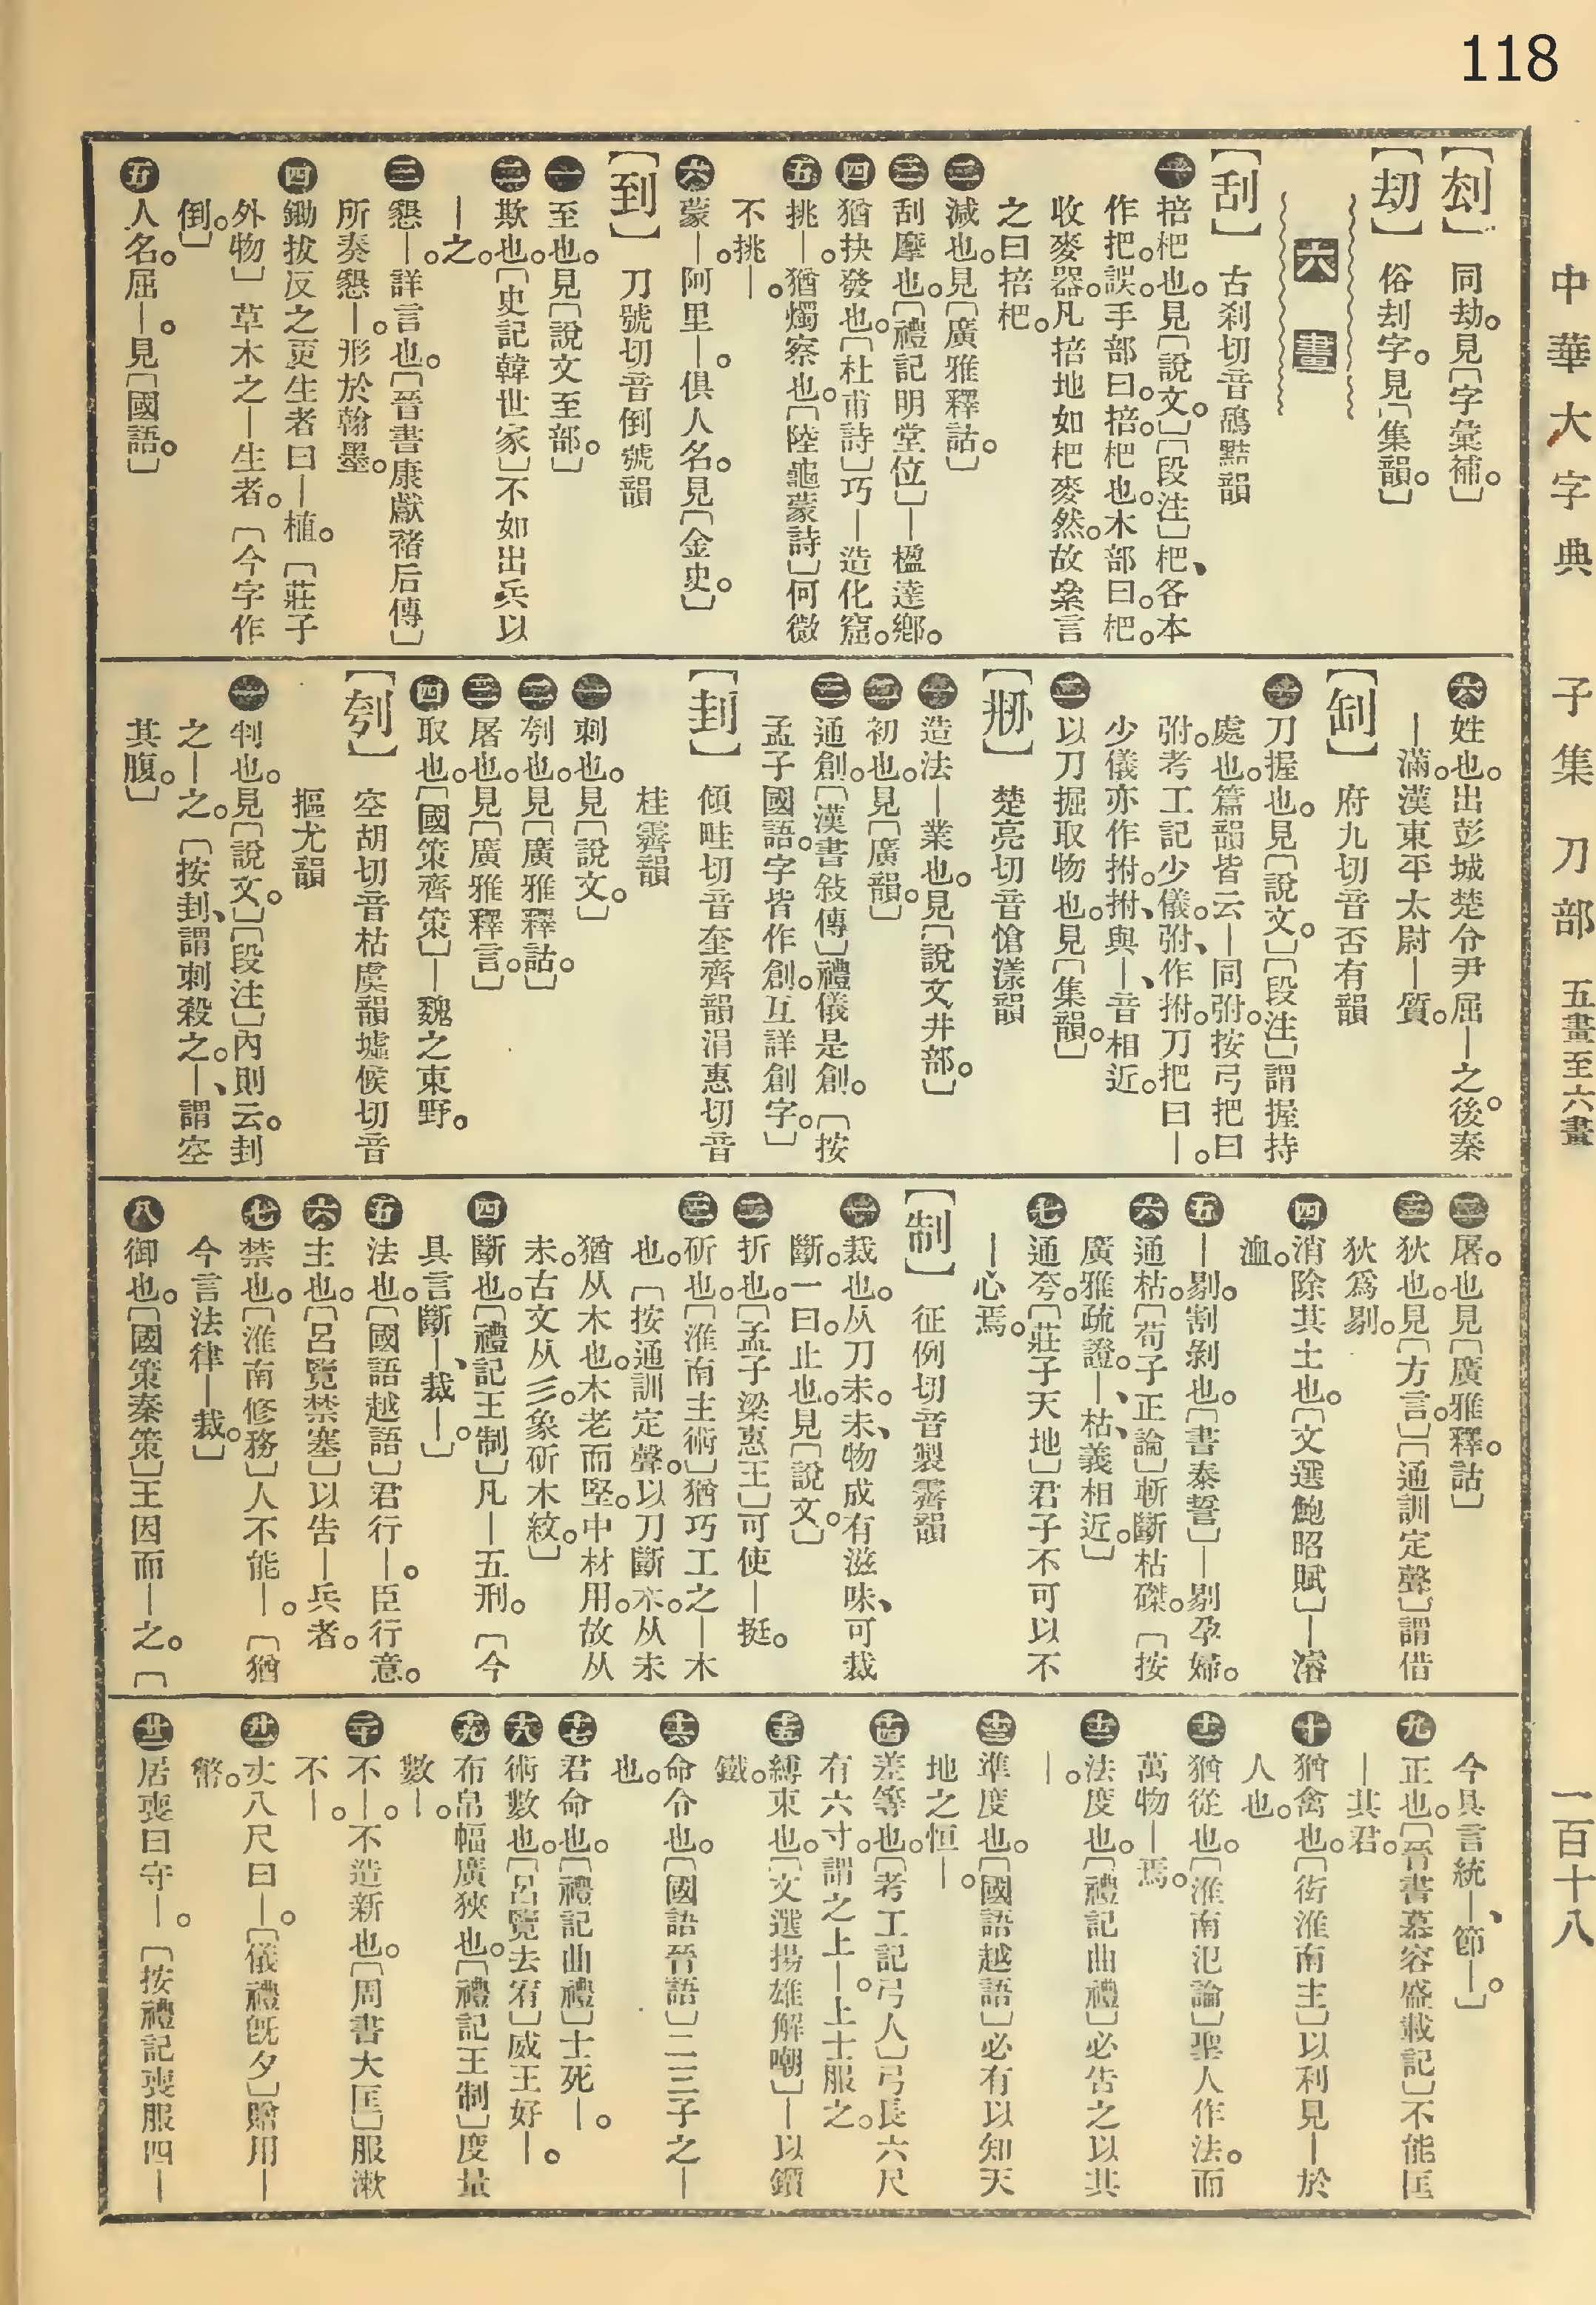 118
中華大字典 子集 刀部 五畫至六畫 一百十八
【刦】 同劫。見〔字彙補。〕
【刧】 俗刦字。見〔集韻。〕
六畫
【刮】 古刹切音鴰黠韻
㊀掊杷也。見〔說文。〕〔段注〕杷、各本
作把。誤。手部曰。掊。杷也。木部曰。杷。
收麥器。凡掊地如杷麥然。故絫言
之曰掊杷。
㊁減也。見〔廣雅釋詁。〕
㊂刮摩也。〔禮記明堂位〕—楹達鄉。
㊃猶抉發也。〔杜甫詩〕巧—造化窟。
㊄挑—。猶燭察也。〔陸龜蒙詩〕何微
不挑—。
㊅蒙—。阿里—。俱人名。見〔金史。〕
【到】 刀號切音倒號韻
㊀至也。見〔說文至部。〕
㊁欺也。〔史記韓世家〕不如出兵以
—之。
㊂懇—。詳言也。〔晉書康獻褚后傳〕
所奏懇—。形於翰墨。
㊃鋤拔反之更生者曰—植。〔莊子
外物〕草木之—生者。〔今字作
倒。〕
㊄人名。屈—。見〔國語。〕
㊅姓也。出彭城楚令尹屈—之後。秦
—滿。漢東平太尉—質。
【㓡】 府九切音否有韻
㊀刀握也。見〔說文。〕〔段注〕謂握持
處也。篇韻皆云—同弣。按弓把曰
弣。考工記少儀。弣、作拊。刀把曰—。
少儀亦作拊。拊、與—、音相近。
㊁以刀掘取物也。見〔集韻。〕
【刱】 楚亮切音愴漾韻
㊀造法—業也。見〔說文井部。〕
㊁初也。見〔廣韻。〕
㊂通創。〔漢書敍傳〕禮儀是創。〔按
孟子國語。字皆作創。互詳創字。〕
【刲】 傾畦切音奎齊韻涓惠切音
桂霽韻
㊀刺也。見〔說文。〕
㊁刳也。見〔廣雅釋詁。〕
㊂屠也。見〔廣雅釋言。〕
㊃取也。〔國策齊策〕—魏之東野。
【刳】 空胡切音枯虞韻墟候切音
摳尤韻
㊀判也。見〔說文。〕〔段注〕內則云。刲
之—之。〔按刲、謂刺殺之。—、謂空
其腹。〕
㊁屠也。見〔廣雅釋詁。〕
㊂狄也。見〔方言。〕〔通訓定聲〕謂借
狄爲剔。
㊃消除其土也。〔文選鮑昭賦〕—濬
洫。
㊄—剔。割剝也。〔書泰誓〕—剔孕婦。
㊅通枯。〔荀子正論〕斬斷枯磔。〔按
廣雅疏證。—、枯、義相近。〕
㊆通夸。〔莊子天地〕君子不可以不
—心焉。
【制】 征例切音製霽韻
㊀裁也。从刀未。未、物成有滋味、可裁
斷。一曰。止也。見〔說文。〕
㊁折也。〔孟子梁惠王〕可使—挺。
㊂斫也。〔淮南主術〕猶巧工之—木
也。〔按通訓定聲。以刀斷木。从未
猶从木也。木老而堅。中材用。故从
未。古文从彡。象斫木紋。〕
㊃斷也。〔禮記王制〕凡—五刑。〔今
具言斷—、裁—。〕
㊄法也。〔國語越語〕君行—。臣行意。
㊅主也。〔呂覽禁塞〕以告—兵者。
㊆禁也。〔淮南修務〕人不能—。〔猶
今言法律—裁。〕
㊇御也。〔國策秦策〕王因而—之。〔
今具言統—、節—。〕
㊈正也。〔晉書慕容盛載記〕不能匡
—其君。
㊉猶禽也。〔衍淮南主〕以利見—於
人也。
十一 猶從也。〔淮南氾論〕聖人作法。而
萬物—焉。
十二 法度也。〔禮記曲禮〕必告之以其
—。
十三 準度也。〔國語越語〕必有以知天
地之恒—。
十四 差等也。〔考工記弓人〕弓長六尺
有六寸。謂之上—。上士服之。
十五 縛束也。〔文選揚雄解嘲〕—以鑕
鐵。
十六 命令也。〔國語晉語〕二三子之—
也。
十七 君命也。〔禮記曲禮〕士死—。
十八 術數也。〔呂覽去宥〕威王好—。
十九 布帛幅廣狹也。〔禮記王制〕度量
數—。
二十 不—。不造新也。〔周書大匡〕服漱
不—。
廿一 丈八尺曰—。〔儀禮旣夕〕贈用—
幣。
廿二 居喪曰守—。〔按禮記喪服四—